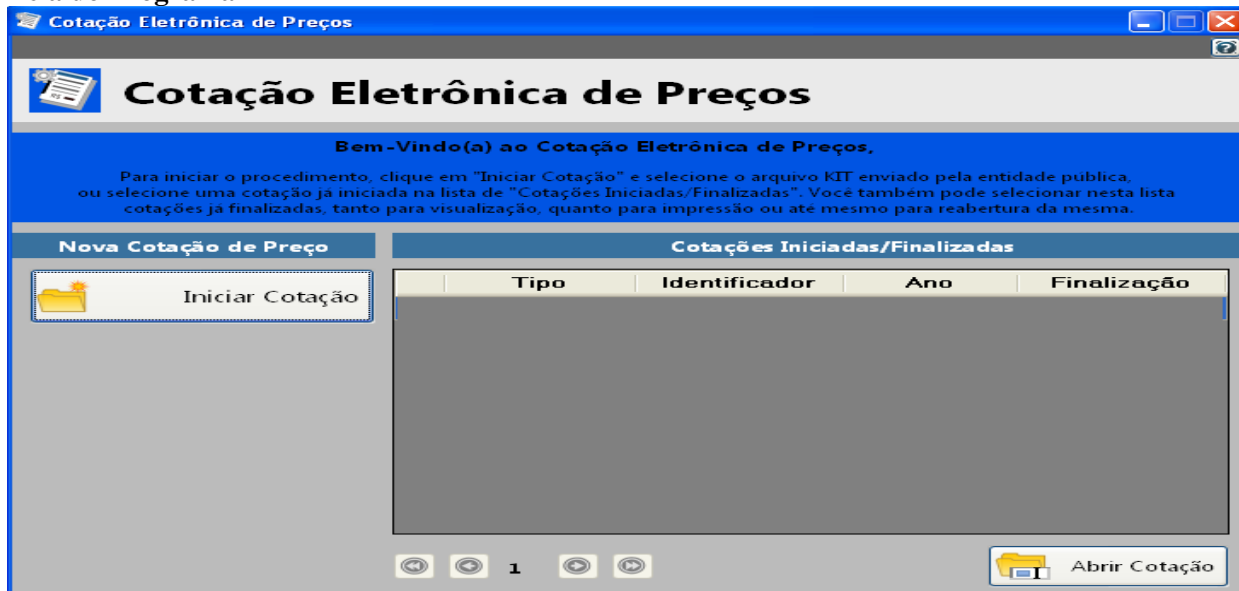 Cotação Eletrônica de Preços
Cotação Eletrônica de Preços
Bem-Vindo(a) ao Cotação Eletrônica de Preços,
Para iniciar o procedimento, clique em "Iniciar Cotação" e selecione o arquivo KIT enviado pela entidade pública,
ou selecione uma cotação já iniciada na lista de "Cotações Iniciadas/Finalizadas". Você também pode selecionar nesta lista
cotações já finalizadas, tanto para visualização, quanto para impressão ou até mesmo para reabertura da mesma.
Nova Cotação de Preço
Cotações Iniciadas/Finalizadas
Iniciar Cotação
Tipo Identificador Ano Finalização
1
Abrir Cotação